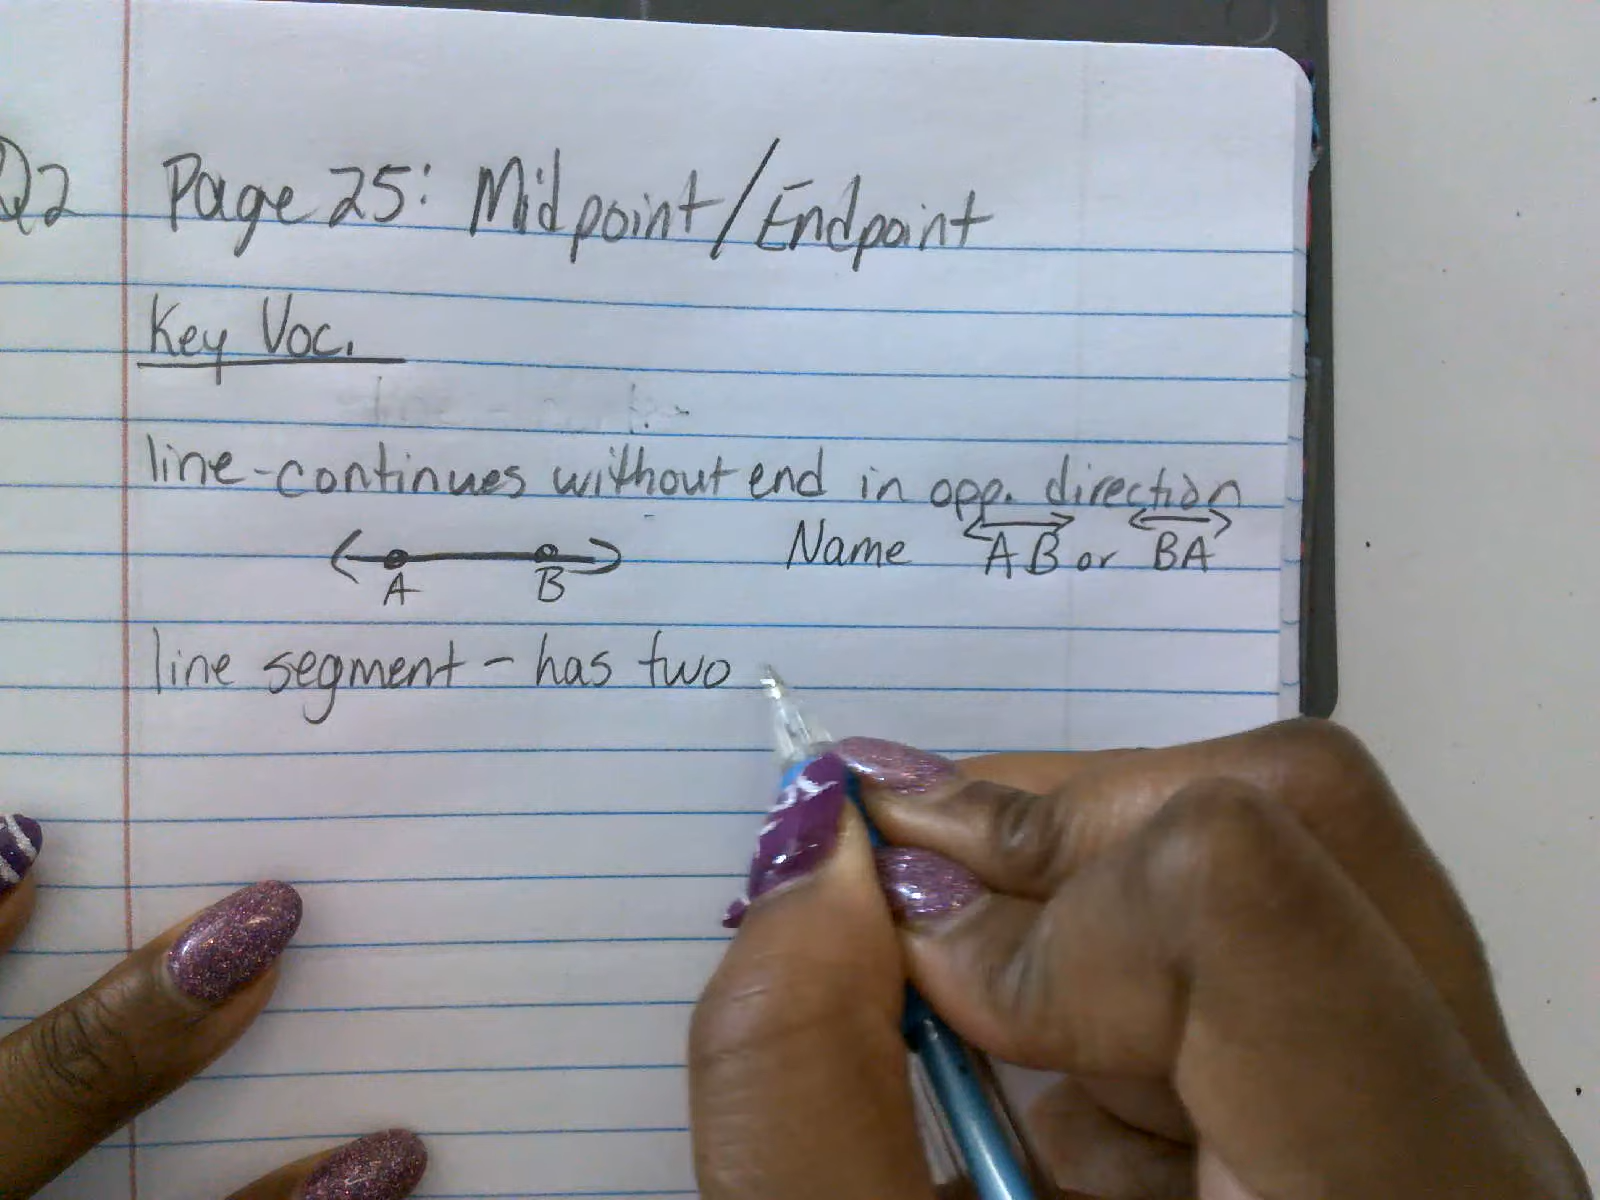 Q2 Page 25: Midpoint/Endpoint
Key Voc.
line-continues without end in opp. direction
A B Name AB or BA
line segment - has two